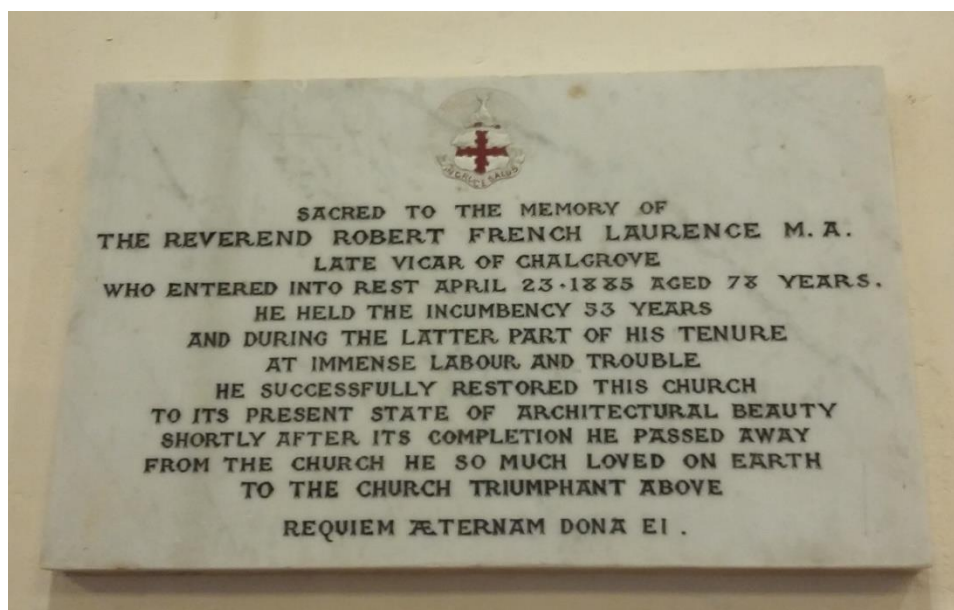 IN CRUCE SALUS
SACRED TO THE MEMORY OF
THE REVEREND ROBERT FRENCH LAURENCE M.A.
LATE VICAR OF CHALGROVE
WHO ENTERED INTO REST APRIL 23·1885 AGED 78 YEARS.
HE HELD THE INCUMBENCY 53 YEARS
AND DURING THE LATTER PART OF HIS TENURE
AT IMMENSE LABOUR AND TROUBLE
HE SUCCESSFULLY RESTORED THIS CHURCH
TO ITS PRESENT STATE OF ARCHITECTURAL BEAUTY
SHORTLY AFTER ITS COMPLETION HE PASSED AWAY
FROM THE CHURCH HE SO MUCH LOVED ON EARTH
TO THE CHURCH TRIUMPHANT ABOVE
REQUIEM ÆTERNAM DONA EI.